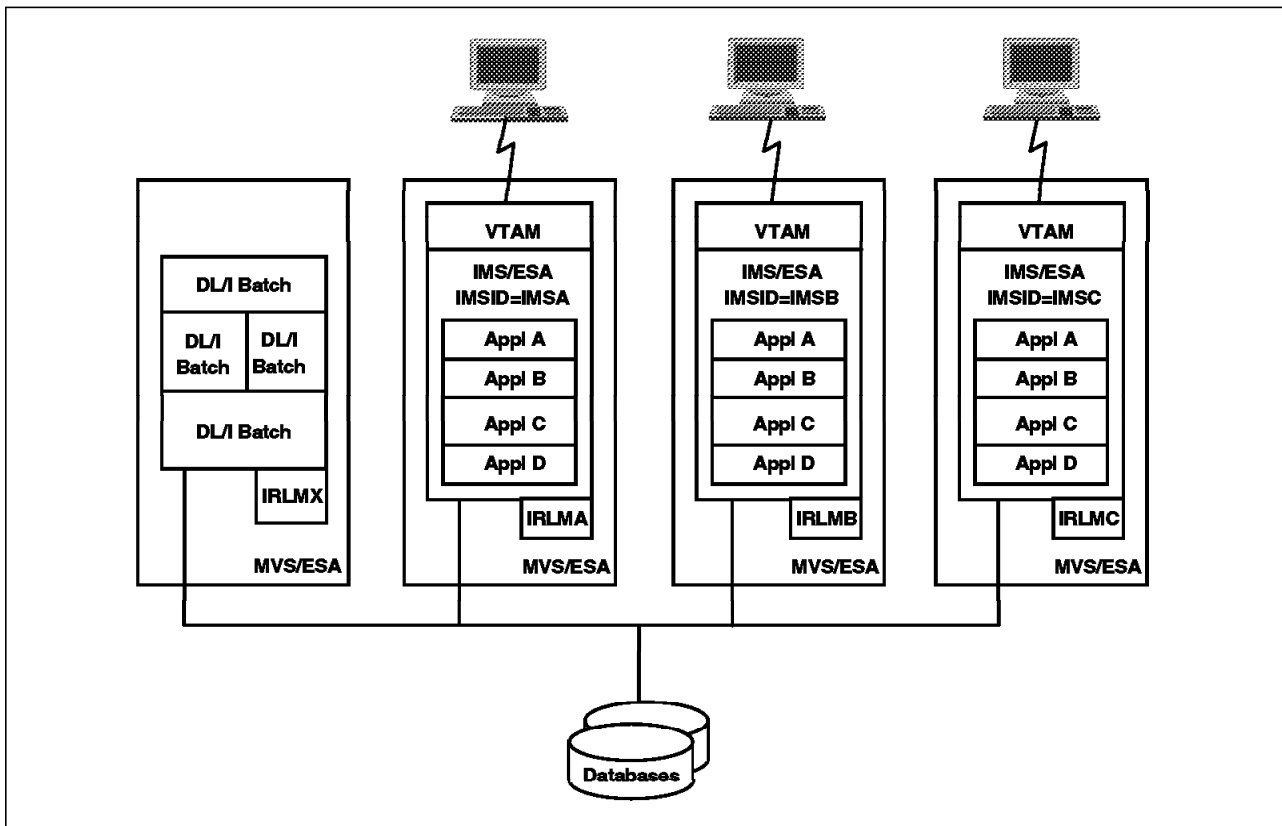 DL/I Batch
DL/I
Batch
DL/I
Batch
DL/I Batch
IRLMX
MVS/ESA
VTAM
IMS/ESA
IMSID=IMSA
Appl A
Appl B
Appl C
Appl D
IRLMA
MVS/ESA
VTAM
IMS/ESA
IMSID=IMSB
Appl A
Appl B
Appl C
Appl D
IRLMB
MVS/ESA
VTAM
IMS/ESA
IMSID=IMSC
Appl A
Appl B
Appl C
Appl D
IRLMC
MVS/ESA
Databases